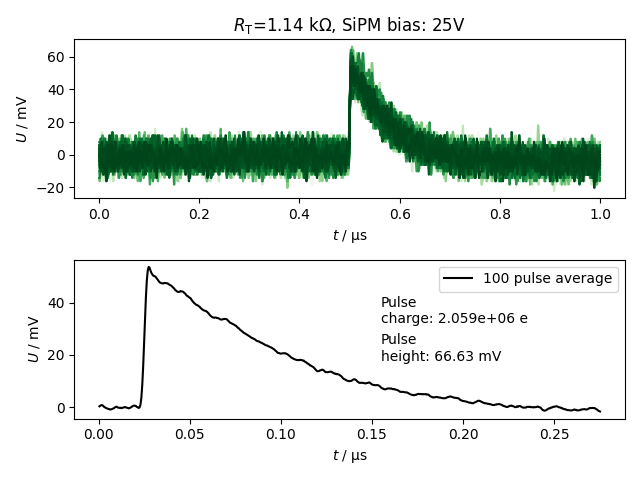 R_T=1.14 kΩ, SiPM bias: 25V
U / mV
60
40
20
0
−20
0.0 0.2 0.4 0.6 0.8 1.0
t / µs
100 pulse average
Pulse
charge: 2.059e+06 e
Pulse
height: 66.63 mV
U / mV
40
20
0
0.00 0.05 0.10 0.15 0.20 0.25
t / µs